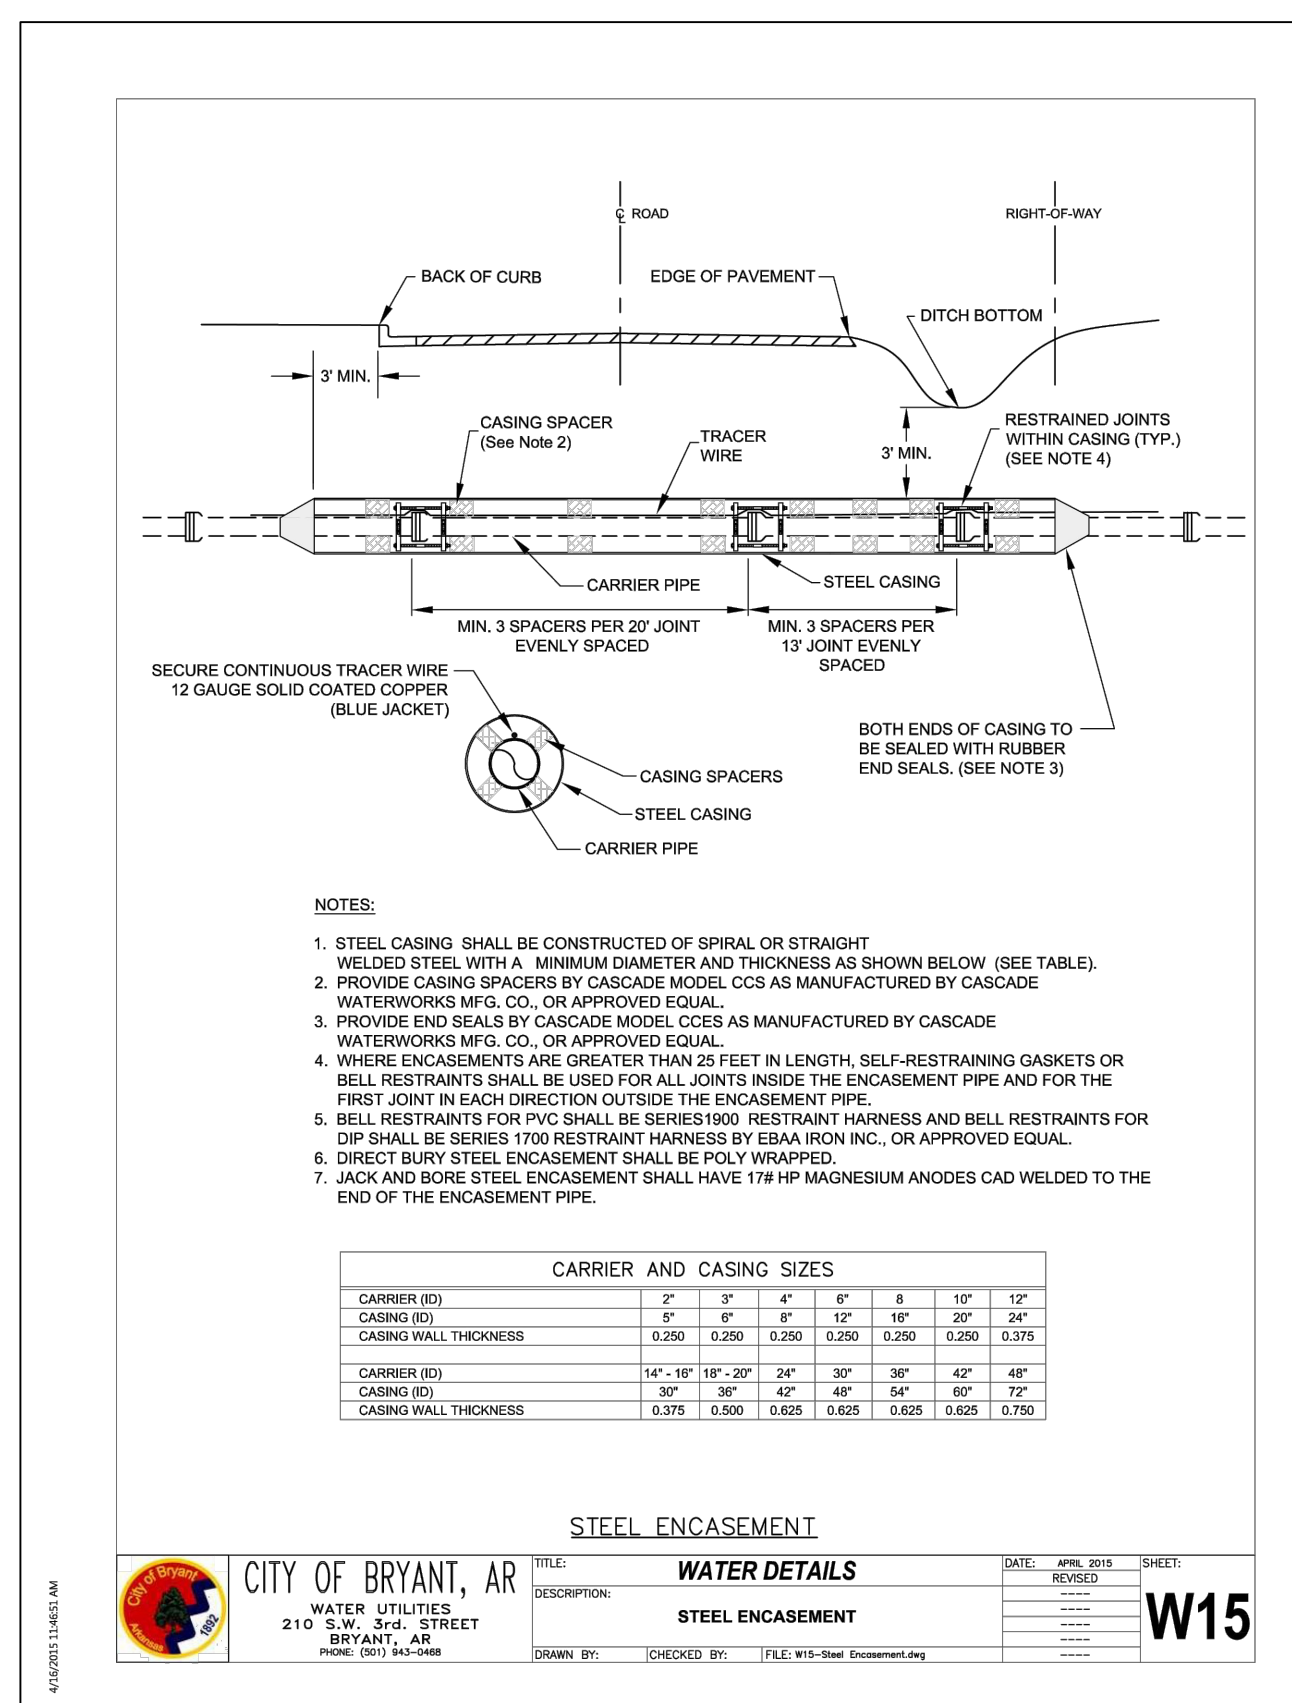 ℄ ROAD
RIGHT-OF-WAY
BACK OF CURB
EDGE OF PAVEMENT
DITCH BOTTOM
3' MIN.
CASING SPACER
(See Note 2)
TRACER
WIRE
3' MIN.
RESTRAINED JOINTS
WITHIN CASING (TYP.)
(SEE NOTE 4)
CARRIER PIPE
STEEL CASING
MIN. 3 SPACERS PER 20' JOINT
EVENLY SPACED
MIN. 3 SPACERS PER
13' JOINT EVENLY
SPACED
SECURE CONTINUOUS TRACER WIRE
12 GAUGE SOLID COATED COPPER
(BLUE JACKET)
BOTH ENDS OF CASING TO
BE SEALED WITH RUBBER
END SEALS. (SEE NOTE 3)
CASING SPACERS
STEEL CASING
CARRIER PIPE
NOTES:
1. STEEL CASING SHALL BE CONSTRUCTED OF SPIRAL OR STRAIGHT
WELDED STEEL WITH A MINIMUM DIAMETER AND THICKNESS AS SHOWN BELOW (SEE TABLE).
2. PROVIDE CASING SPACERS BY CASCADE MODEL CCS AS MANUFACTURED BY CASCADE
WATERWORKS MFG. CO., OR APPROVED EQUAL.
3. PROVIDE END SEALS BY CASCADE MODEL CCES AS MANUFACTURED BY CASCADE
WATERWORKS MFG. CO., OR APPROVED EQUAL.
4. WHERE ENCASEMENTS ARE GREATER THAN 25 FEET IN LENGTH, SELF-RESTRAINING GASKETS OR
BELL RESTRAINTS SHALL BE USED FOR ALL JOINTS INSIDE THE ENCASEMENT PIPE AND FOR THE
FIRST JOINT IN EACH DIRECTION OUTSIDE THE ENCASEMENT PIPE.
5. BELL RESTRAINTS FOR PVC SHALL BE SERIES1900 RESTRAINT HARNESS AND BELL RESTRAINTS FOR
DIP SHALL BE SERIES 1700 RESTRAINT HARNESS BY EBAA IRON INC., OR APPROVED EQUAL.
6. DIRECT BURY STEEL ENCASEMENT SHALL BE POLY WRAPPED.
7. JACK AND BORE STEEL ENCASEMENT SHALL HAVE 17# HP MAGNESIUM ANODES CAD WELDED TO THE
END OF THE ENCASEMENT PIPE.
CARRIER AND CASING SIZES
CARRIER (ID) 2" 3" 4" 6" 8 10" 12"
CASING (ID) 5" 6" 8" 12" 16" 20" 24"
CASING WALL THICKNESS 0.250 0.250 0.250 0.250 0.250 0.250 0.375
CARRIER (ID) 14" - 16" 18" - 20" 24" 30" 36" 42" 48"
CASING (ID) 30" 36" 42" 48" 54" 60" 72"
CASING WALL THICKNESS 0.375 0.500 0.625 0.625 0.625 0.625 0.750
STEEL ENCASEMENT
City of Bryant
Arkansas
1892
CITY OF BRYANT, AR
WATER UTILITIES
210 S.W. 3rd. STREET
BRYANT, AR
PHONE: (501) 943-0468
TITLE:
WATER DETAILS
DESCRIPTION:
STEEL ENCASEMENT
DRAWN BY: CHECKED BY: FILE: W15-Steel Encasement.dwg
DATE: APRIL 2015
REVISED
----
----
----
----
----
SHEET:
W15
4/16/2015 11:46:51 AM